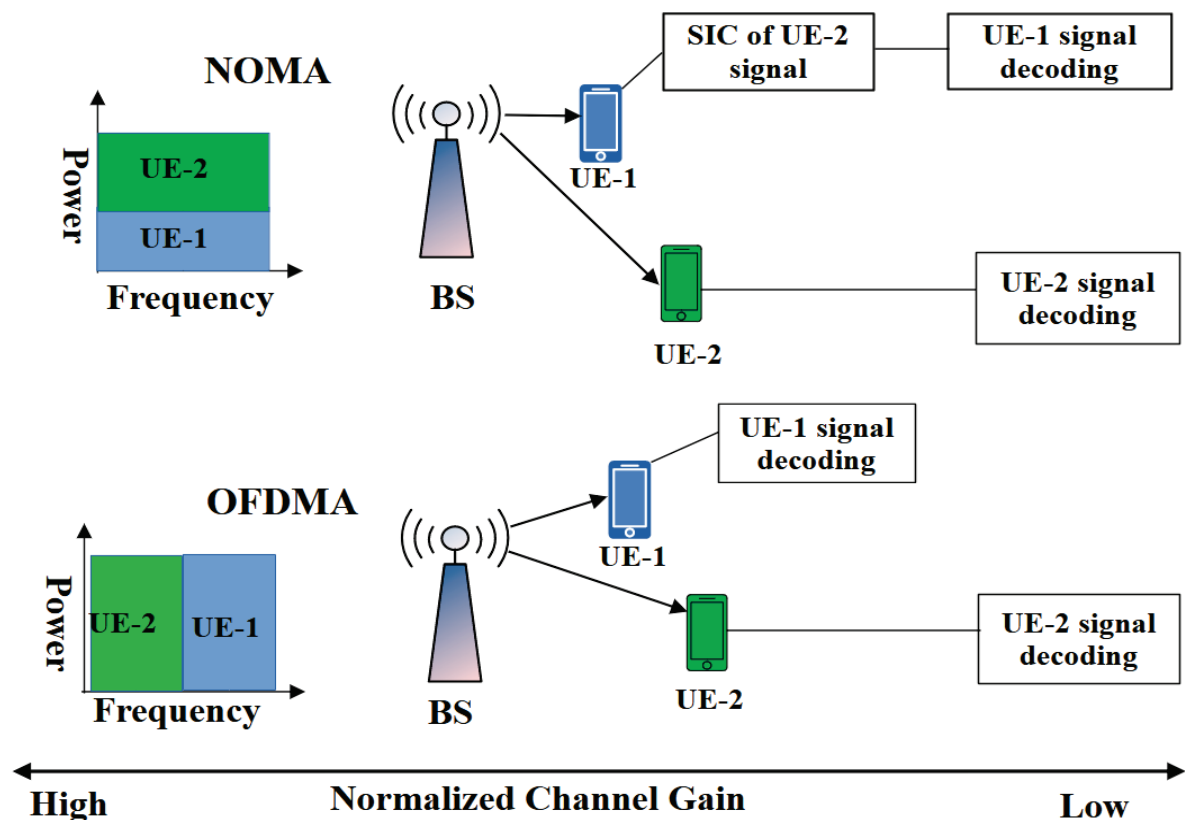 NOMA
Power
UE-2
UE-1
Frequency
BS
UE-1
SIC of UE-2
signal
UE-1 signal
decoding
UE-2
UE-2 signal
decoding
OFDMA
Power
UE-2
UE-1
Frequency
BS
UE-1
UE-1 signal
decoding
UE-2
UE-2 signal
decoding
High
Normalized Channel Gain
Low